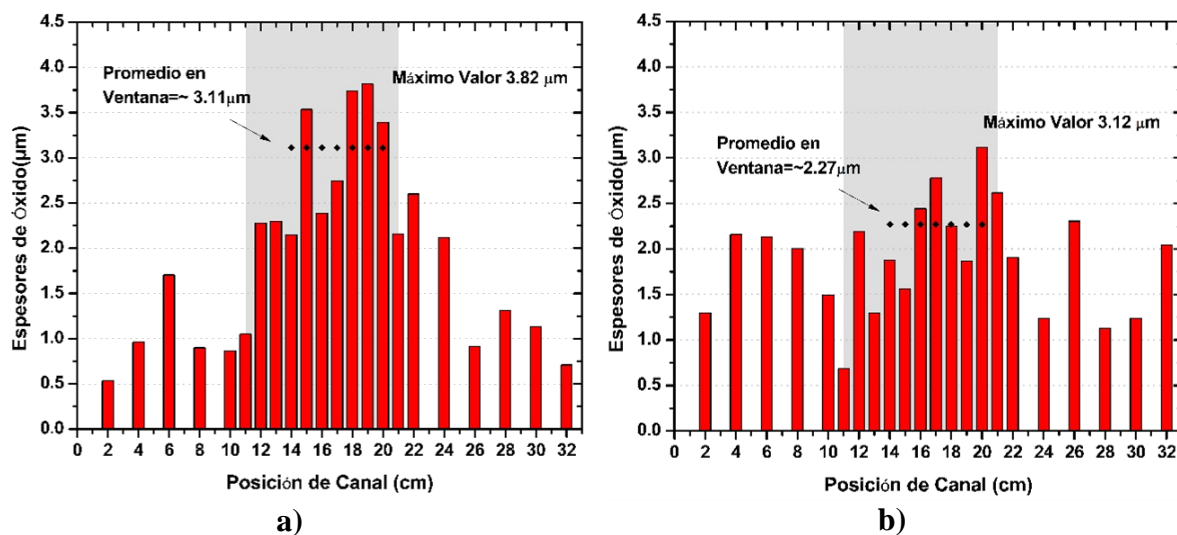 4.5
4.0
3.5
3.0
2.5
2.0
1.5
1.0
0.5
0.0
Espesores de Óxido(μm)
Promedio en
Ventana=~ 3.11μm
Máximo Valor 3.82 μm
0 2 4 6 8 10 12 14 16 18 20 22 24 26 28 30 32
Posición de Canal (cm)
a)
4.5
4.0
3.5
3.0
2.5
2.0
1.5
1.0
0.5
0.0
Espesores de Óxido(μm)
Promedio en
Ventana=~2.27μm
Máximo Valor 3.12 μm
0 2 4 6 8 10 12 14 16 18 20 22 24 26 28 30 32
Posición de Canal (cm)
b)